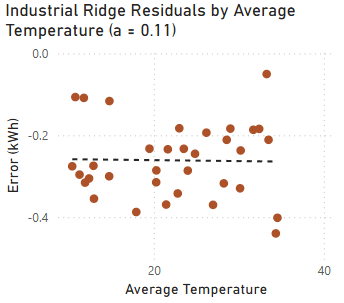 Industrial Ridge Residuals by Average
Temperature (a = 0.11)
0.0
-0.2
-0.4
Error (kWh)
20
40
Average Temperature